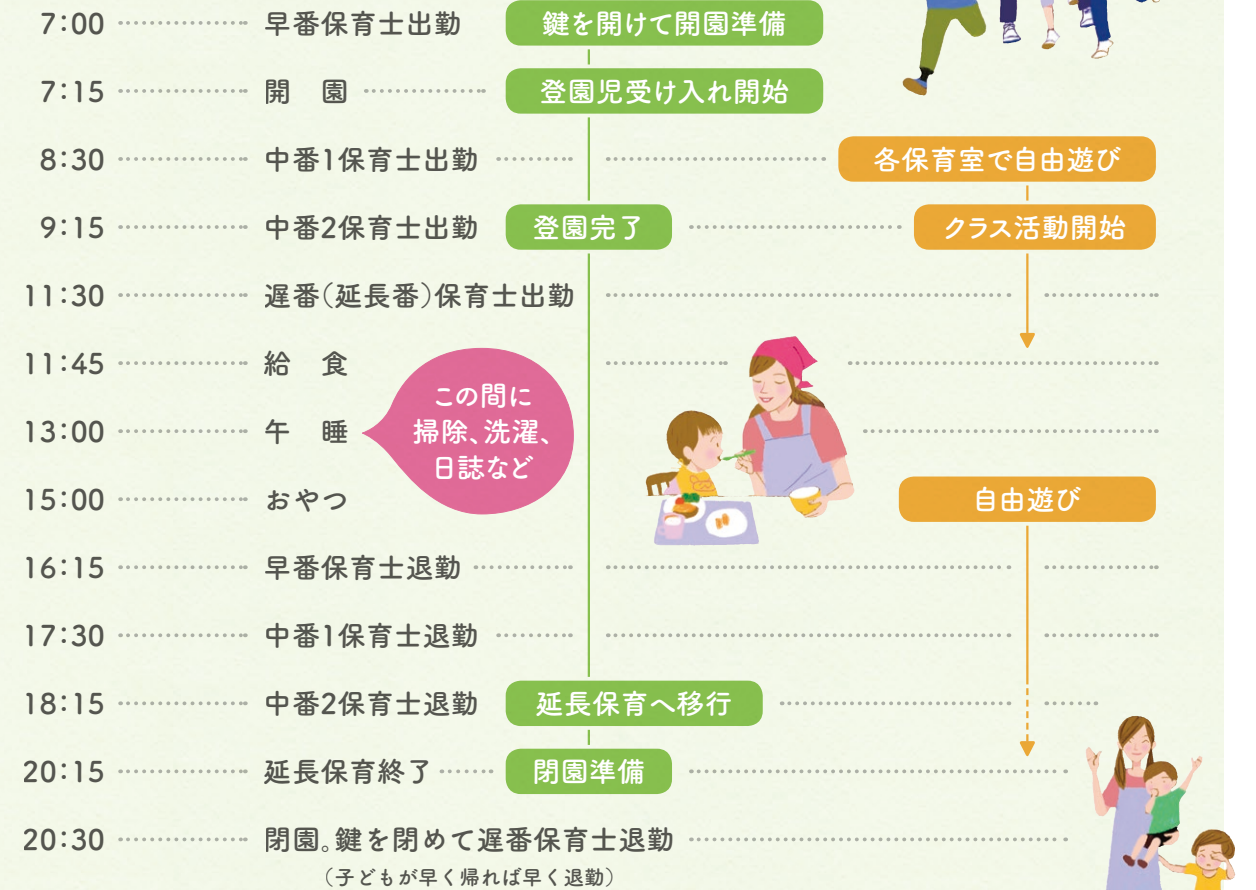 7:00 早番保育士出勤 鍵を開けて開園準備
7:15 開 園 登園児受け入れ開始
8:30 中番1保育士出勤 各保育室で自由遊び
9:15 中番2保育士出勤 登園完了 クラス活動開始
11:30 遅番(延長番)保育士出勤
11:45 給 食
13:00 午 睡
この間に
掃除、洗濯、
日誌など
15:00 おやつ 自由遊び
16:15 早番保育士退勤
17:30 中番1保育士退勤
18:15 中番2保育士退勤 延長保育へ移行
20:15 延長保育終了 閉園準備
20:30 閉園。鍵を閉めて遅番保育士退勤
(子どもが早く帰れば早く退勤)